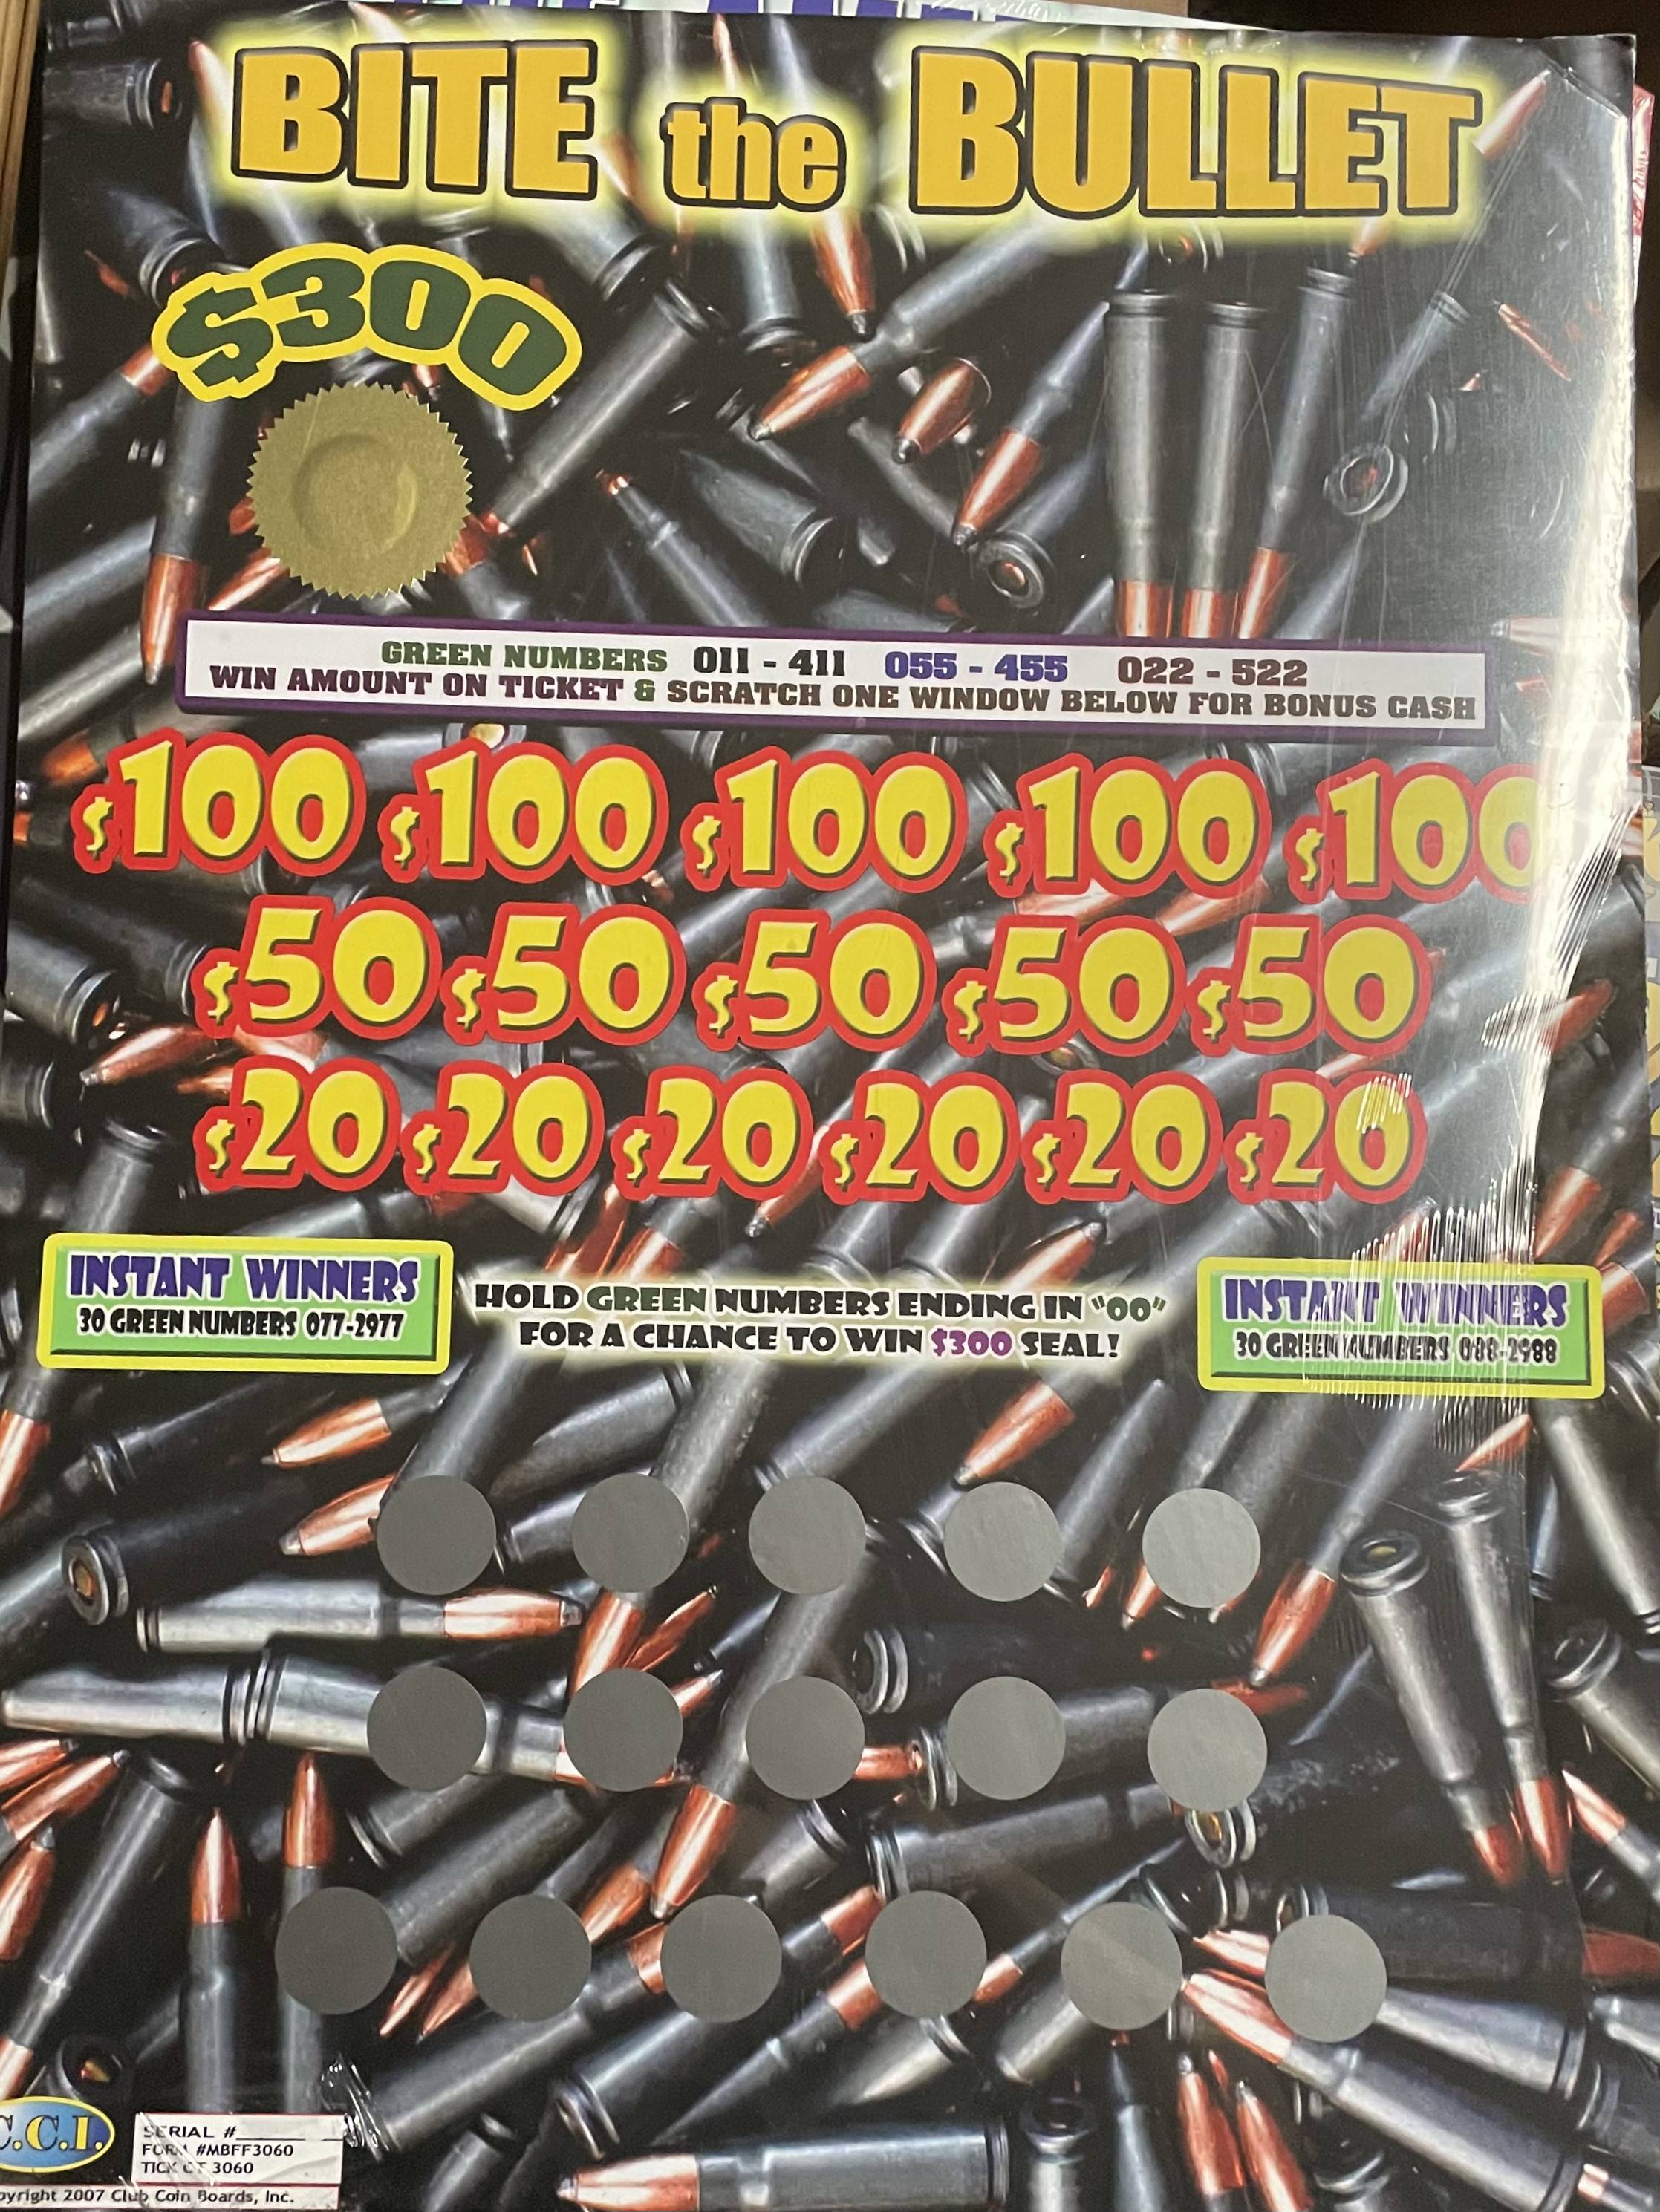 BITE the BULLET
$300
GREEN NUMBERS 011 - 411 055 - 455 022 - 522
WIN AMOUNT ON TICKET & SCRATCH ONE WINDOW BELOW FOR BONUS CASH
$100 $100 $100 $100 $100
$50 $50 $50 $50 $50
$20 $20 $20 $20 $20 $20
INSTANT WINNERS
30 GREEN NUMBERS 077-2977
HOLD GREEN NUMBERS ENDING IN "00"
FOR A CHANCE TO WIN $300 SEAL!
INSTANT WINNERS
30 GREEN NUMBERS 088-2988
C.C.I.
SERIAL #
FORM #MBFF3060
TICK CT 3060
pyright 2007 Club Coin Boards, Inc.